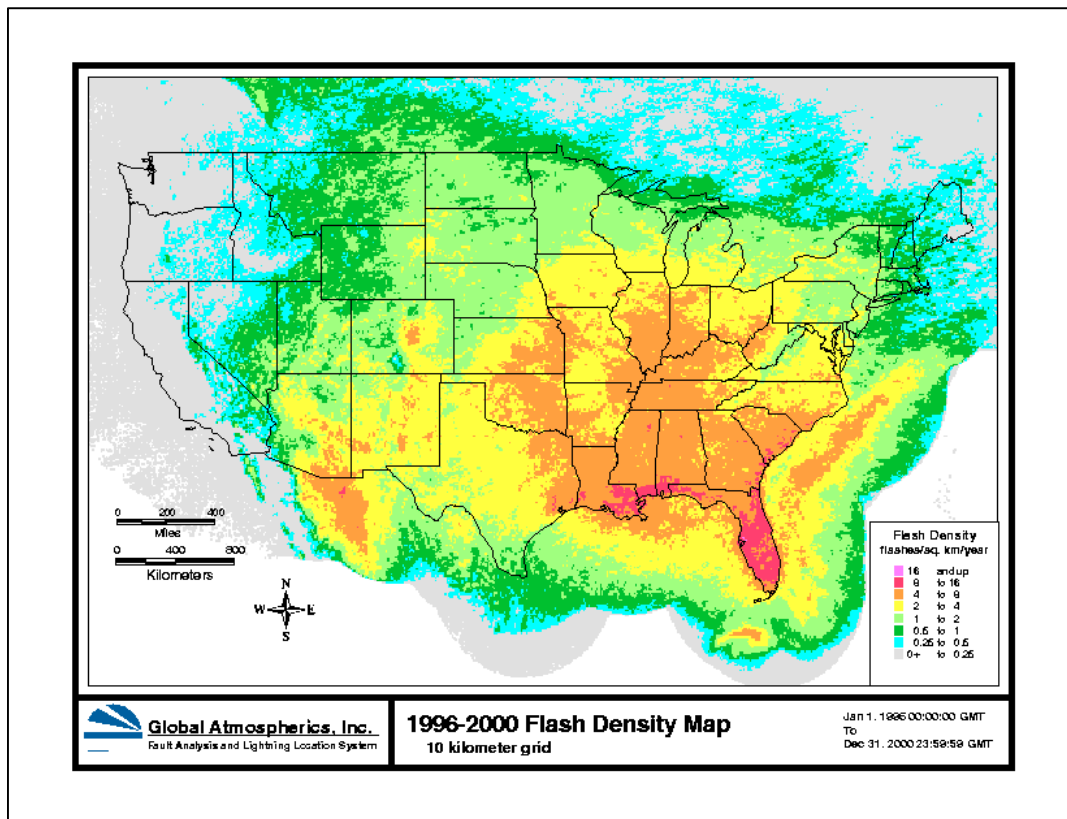 0 200 400
Miles
0 400 800
Kilometers
N
W E
S
Flash Density
flashes/sq. km/year
16 and up
8 to 16
4 to 8
2 to 4
1 to 2
0.5 to 1
0.25 to 0.5
0+ to 0.25
Global Atmospherics, Inc.
Fault Analysis and Lightning Location System
1996-2000 Flash Density Map
10 kilometer grid
Jan 1, 1996 00:00:00 GMT
To
Dec 31, 2000 23:59:59 GMT